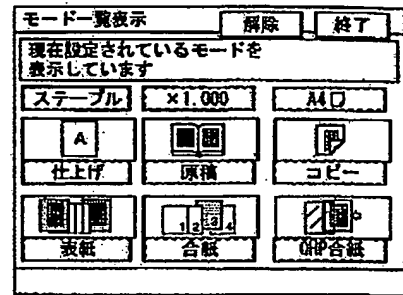 モード一覧表示 解除 終了
現在設定されているモードを
表示しています
ステープル ×1.000 A4
A
仕上げ 原稿 コピー
1 2 3 4
表紙 合紙 OHP合紙